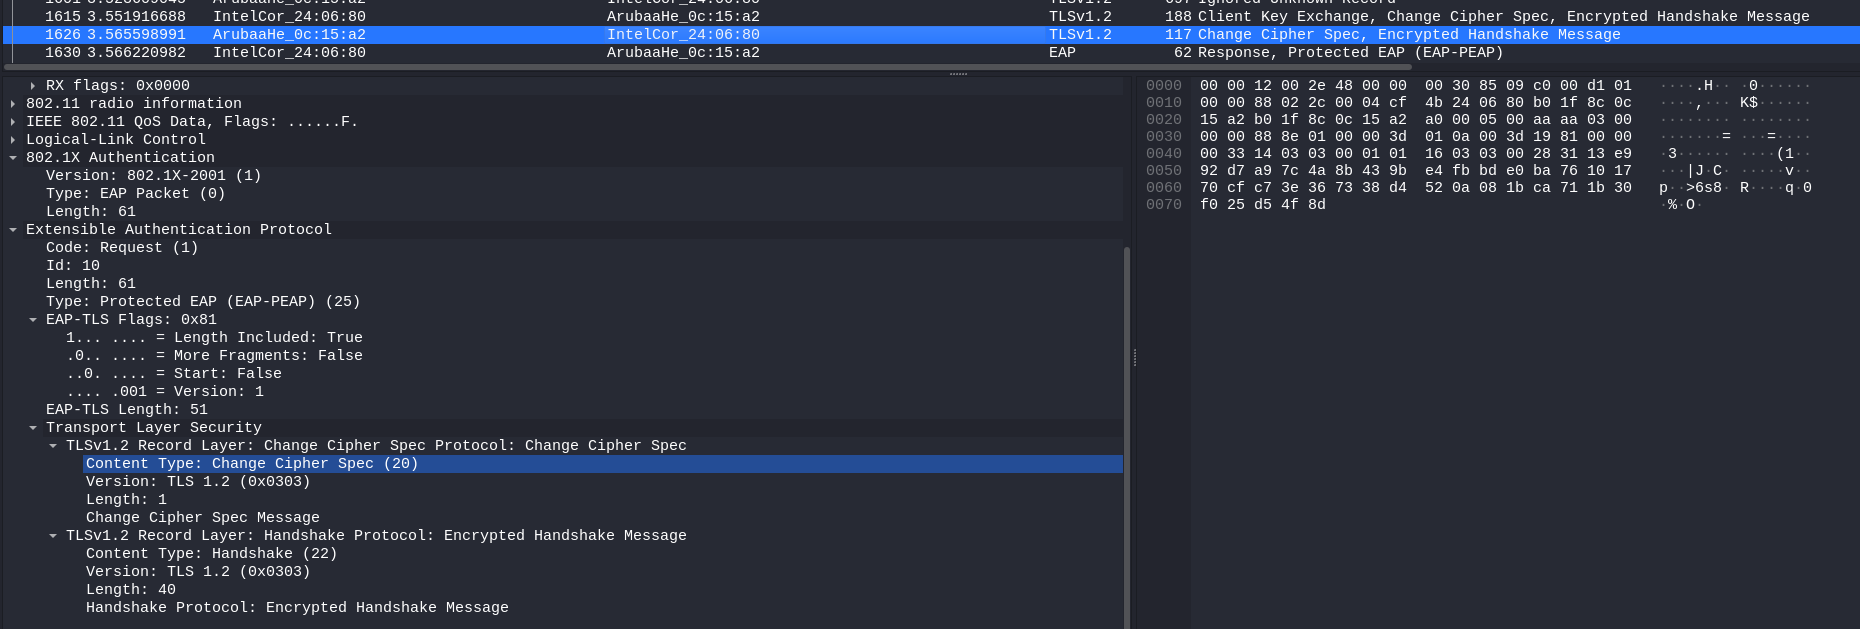 1615 3.551916688 IntelCor_24:06:80 ArubaaHe_0c:15:a2 TLSv1.2 188 Client Key Exchange, Change Cipher Spec, Encrypted Handshake Message
1626 3.565598991 ArubaaHe_0c:15:a2 IntelCor_24:06:80 TLSv1.2 117 Change Cipher Spec, Encrypted Handshake Message
1630 3.566220982 IntelCor_24:06:80 ArubaaHe_0c:15:a2 EAP 62 Response, Protected EAP (EAP-PEAP)
RX flags: 0x0000
802.11 radio information
IEEE 802.11 QoS Data, Flags: ......F.
Logical-Link Control
802.1X Authentication
Version: 802.1X-2001 (1)
Type: EAP Packet (0)
Length: 61
Extensible Authentication Protocol
Code: Request (1)
Id: 10
Length: 61
Type: Protected EAP (EAP-PEAP) (25)
EAP-TLS Flags: 0x81
1... .... = Length Included: True
.0.. .... = More Fragments: False
..0. .... = Start: False
.... .001 = Version: 1
EAP-TLS Length: 51
Transport Layer Security
TLSv1.2 Record Layer: Change Cipher Spec Protocol: Change Cipher Spec
Content Type: Change Cipher Spec (20)
Version: TLS 1.2 (0x0303)
Length: 1
Change Cipher Spec Message
TLSv1.2 Record Layer: Handshake Protocol: Encrypted Handshake Message
Content Type: Handshake (22)
Version: TLS 1.2 (0x0303)
Length: 40
Handshake Protocol: Encrypted Handshake Message
0000 00 00 12 00 2e 48 00 00 00 30 85 09 c0 00 d1 01 ·····.H·· ·0······
0010 00 00 88 02 2c 00 04 cf 4b 24 06 80 b0 1f 8c 0c ····,··· K$······
0020 15 a2 b0 1f 8c 0c 15 a2 a0 00 05 00 aa aa 03 00 ········ ········
0030 00 00 88 8e 01 00 00 3d 01 0a 00 3d 19 81 00 00 ·······= ···=····
0040 00 33 14 03 03 00 01 01 16 03 03 00 28 31 13 e9 ·3······ ····(1··
0050 92 d7 a9 7c 4a 8b 43 9b e4 fb bd e0 ba 76 10 17 ···|J·C· ·····v··
0060 70 cf c7 3e 36 73 38 d4 52 0a 08 1b ca 71 1b 30 p··>6s8· R····q·0
0070 f0 25 d5 4f 8d ·%·O·